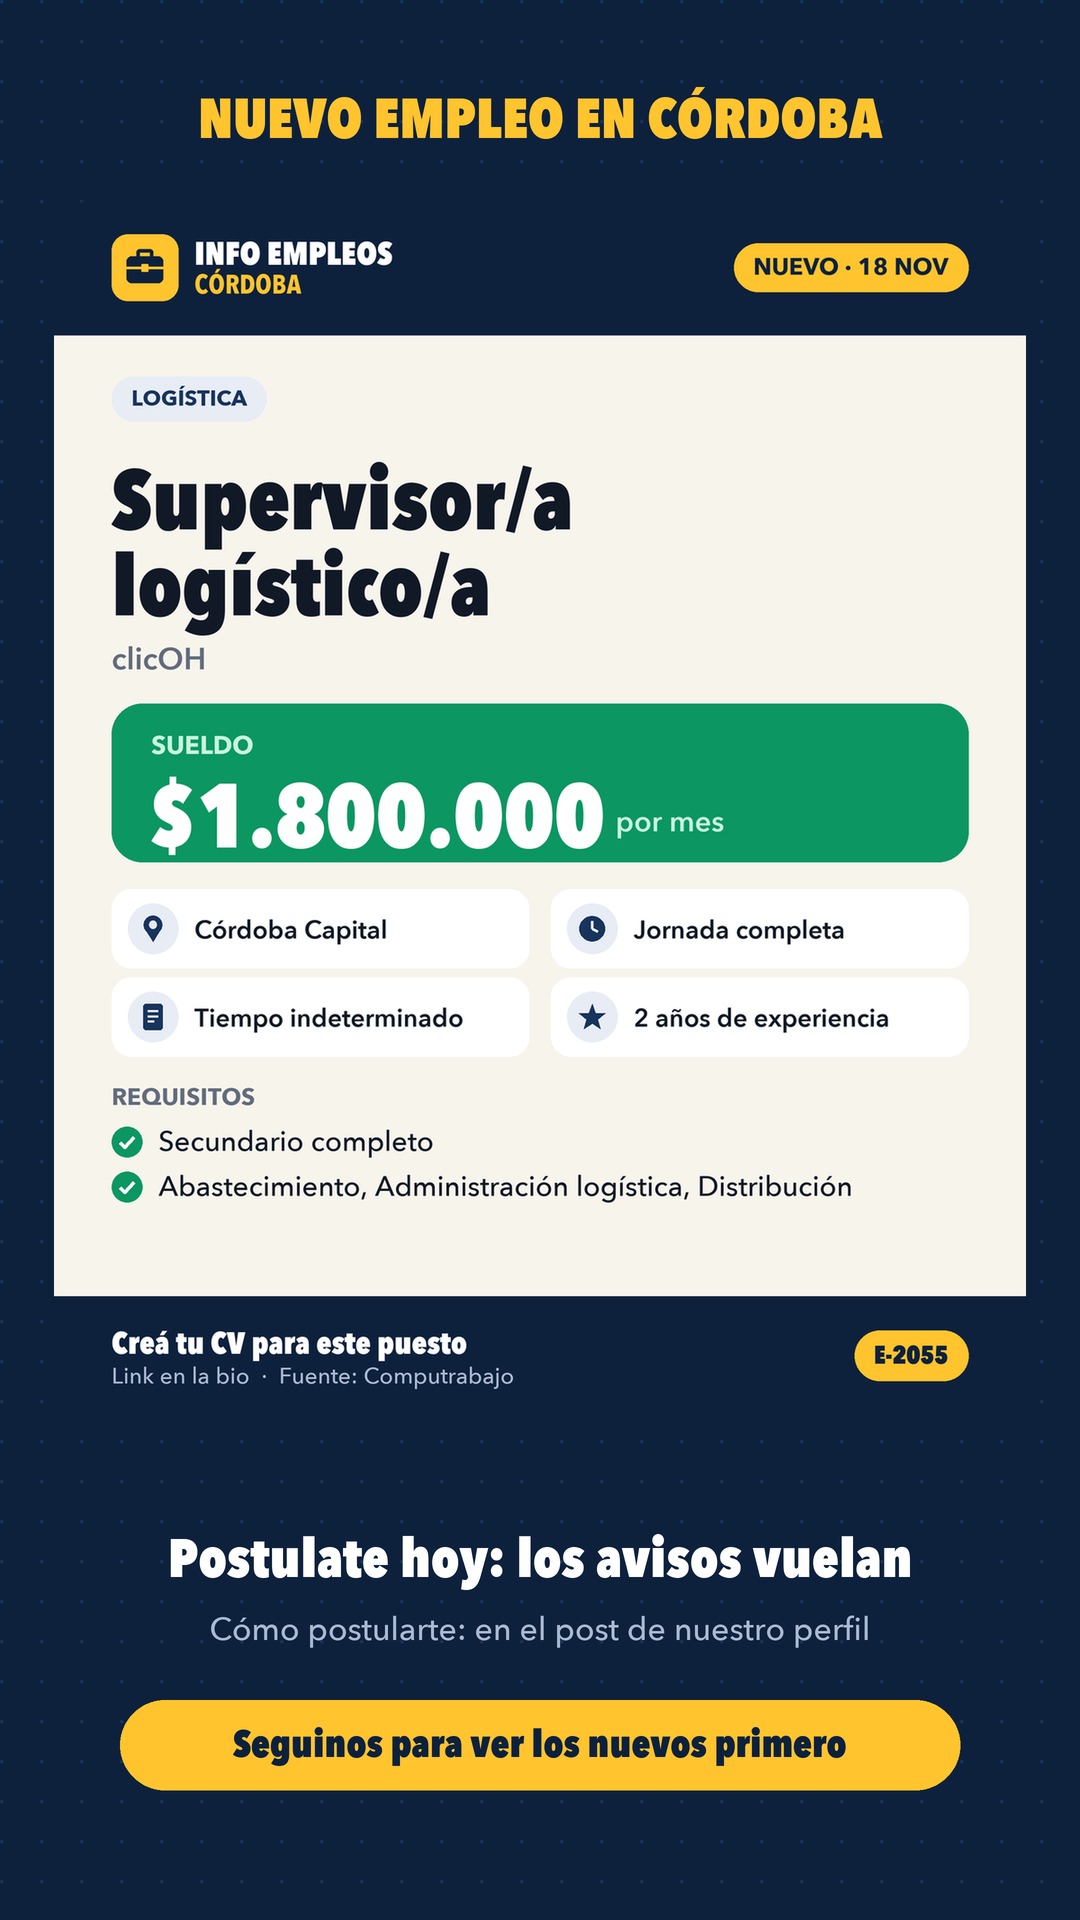 NUEVO EMPLEO EN CÓRDOBA
INFO EMPLEOS
CÓRDOBA
NUEVO · 18 NOV
LOGÍSTICA
Supervisor/a
logístico/a
clicOH
SUELDO
$1.800.000 por mes
Córdoba Capital
Jornada completa
Tiempo indeterminado
2 años de experiencia
REQUISITOS
Secundario completo
Abastecimiento, Administración logística, Distribución
Creá tu CV para este puesto
Link en la bio · Fuente: Computrabajo
E-2055
Postulate hoy: los avisos vuelan
Cómo postularte: en el post de nuestro perfil
Seguinos para ver los nuevos primero